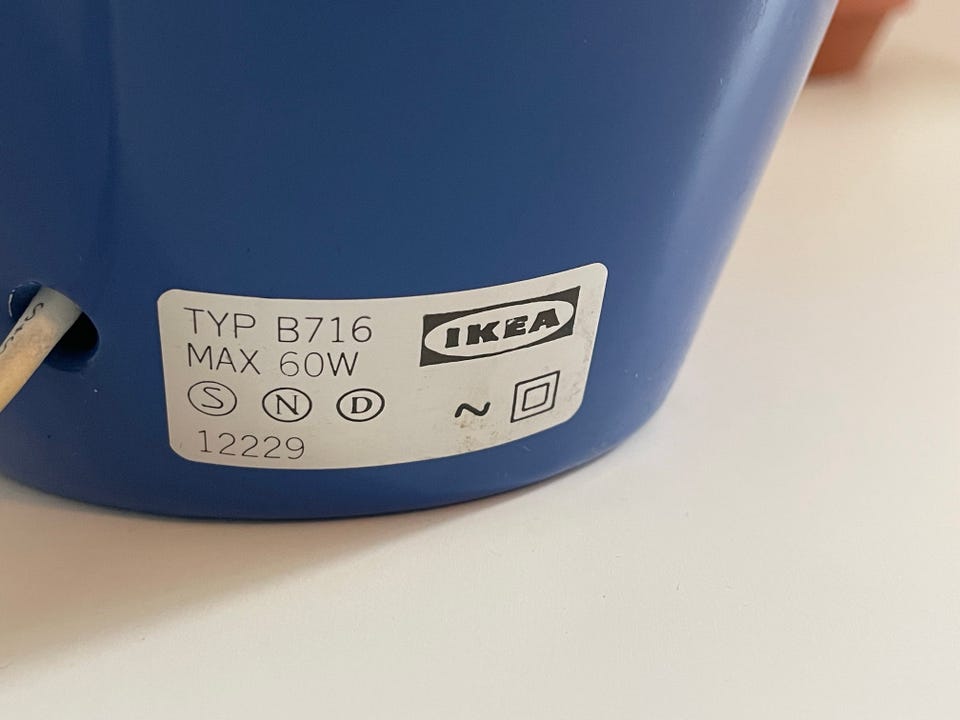 TYP B716
MAX 60W
IKEA
S N D ~
12229